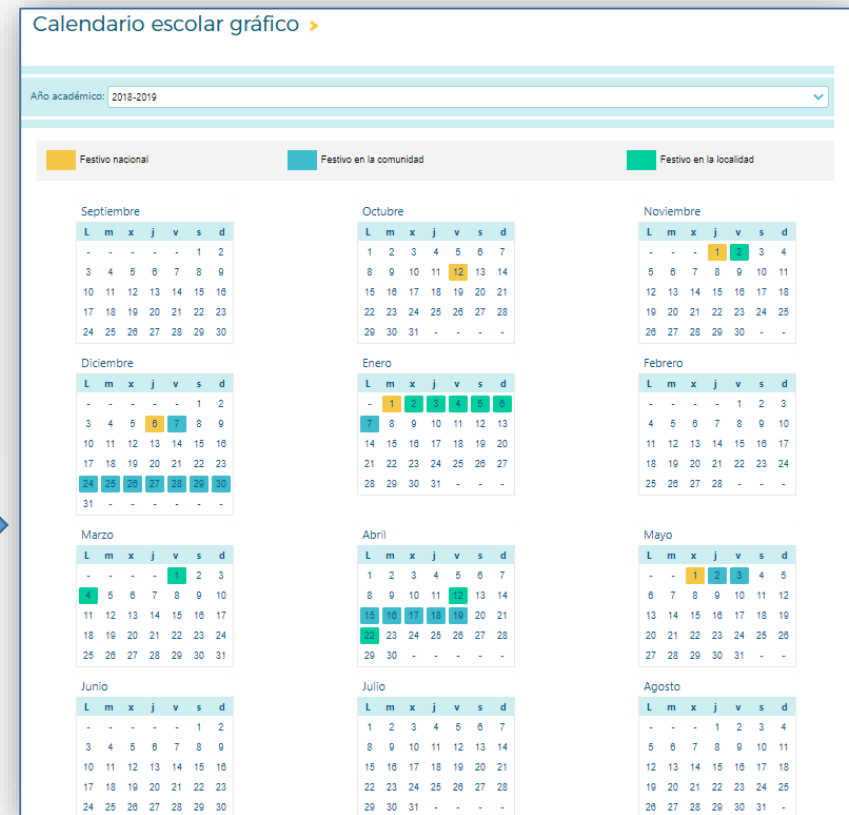 Calendario escolar gráfico
Año académico: 2018-2019
Festivo nacional
Festivo en la comunidad
Festivo en la localidad
Septiembre
L m x j v s d
- - - - - 1 2
3 4 5 6 7 8 9
10 11 12 13 14 15 16
17 18 19 20 21 22 23
24 25 26 27 28 29 30
Octubre
L m x j v s d
1 2 3 4 5 6 7
8 9 10 11 12 13 14
15 16 17 18 19 20 21
22 23 24 25 26 27 28
29 30 31 - - - -
Noviembre
L m x j v s d
- - - 1 2 3 4
5 6 7 8 9 10 11
12 13 14 15 16 17 18
19 20 21 22 23 24 25
26 27 28 29 30 - -
Diciembre
L m x j v s d
- - - - - 1 2
3 4 5 6 7 8 9
10 11 12 13 14 15 16
17 18 19 20 21 22 23
24 25 26 27 28 29 30
31 - - - - - -
Enero
L m x j v s d
- 1 2 3 4 5 6
7 8 9 10 11 12 13
14 15 16 17 18 19 20
21 22 23 24 25 26 27
28 29 30 31 - - -
Febrero
L m x j v s d
- - - - 1 2 3
4 5 6 7 8 9 10
11 12 13 14 15 16 17
18 19 20 21 22 23 24
25 26 27 28 - - -
Marzo
L m x j v s d
- - - - 1 2 3
4 5 6 7 8 9 10
11 12 13 14 15 16 17
18 19 20 21 22 23 24
25 26 27 28 29 30 31
Abril
L m x j v s d
1 2 3 4 5 6 7
8 9 10 11 12 13 14
15 16 17 18 19 20 21
22 23 24 25 26 27 28
29 30 - - - - -
Mayo
L m x j v s d
- - 1 2 3 4 5
6 7 8 9 10 11 12
13 14 15 16 17 18 19
20 21 22 23 24 25 26
27 28 29 30 31 - -
Junio
L m x j v s d
- - - - - 1 2
3 4 5 6 7 8 9
10 11 12 13 14 15 16
17 18 19 20 21 22 23
24 25 26 27 28 29 30
Julio
L m x j v s d
1 2 3 4 5 6 7
8 9 10 11 12 13 14
15 16 17 18 19 20 21
22 23 24 25 26 27 28
29 30 31 - - - -
Agosto
L m x j v s d
- - - 1 2 3 4
5 6 7 8 9 10 11
12 13 14 15 16 17 18
19 20 21 22 23 24 25
26 27 28 29 30 31 -